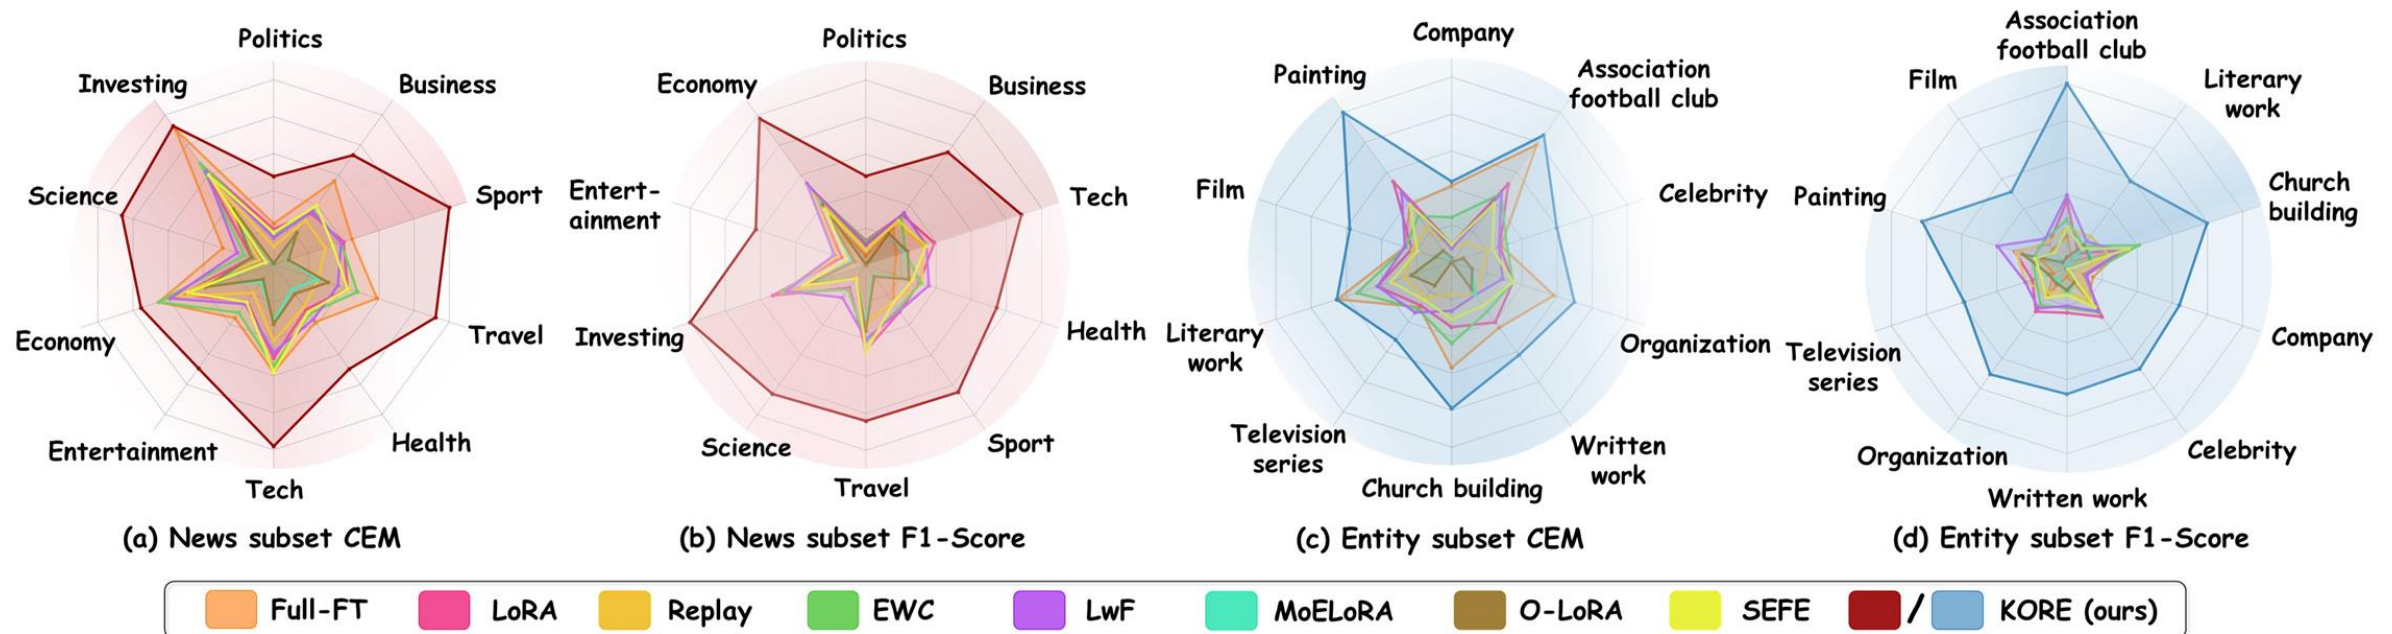 Politics
Investing
Business
Science
Sport
Economy
Travel
Entertainment
Health
Tech
(a) News subset CEM
Politics
Economy
Business
Entert-
ainment
Tech
Investing
Health
Science
Sport
Travel
(b) News subset F1-Score
Company
Painting
Association
football club
Film
Celebrity
Literary
work
Organization
Television
series
Written
work
Church building
(c) Entity subset CEM
Association
football club
Film
Literary
work
Painting
Church
building
Television
series
Company
Organization
Celebrity
Written work
(d) Entity subset F1-Score
Full-FT
LoRA
Replay
EWC
LwF
MoELoRA
O-LoRA
SEFE
/
KORE (ours)